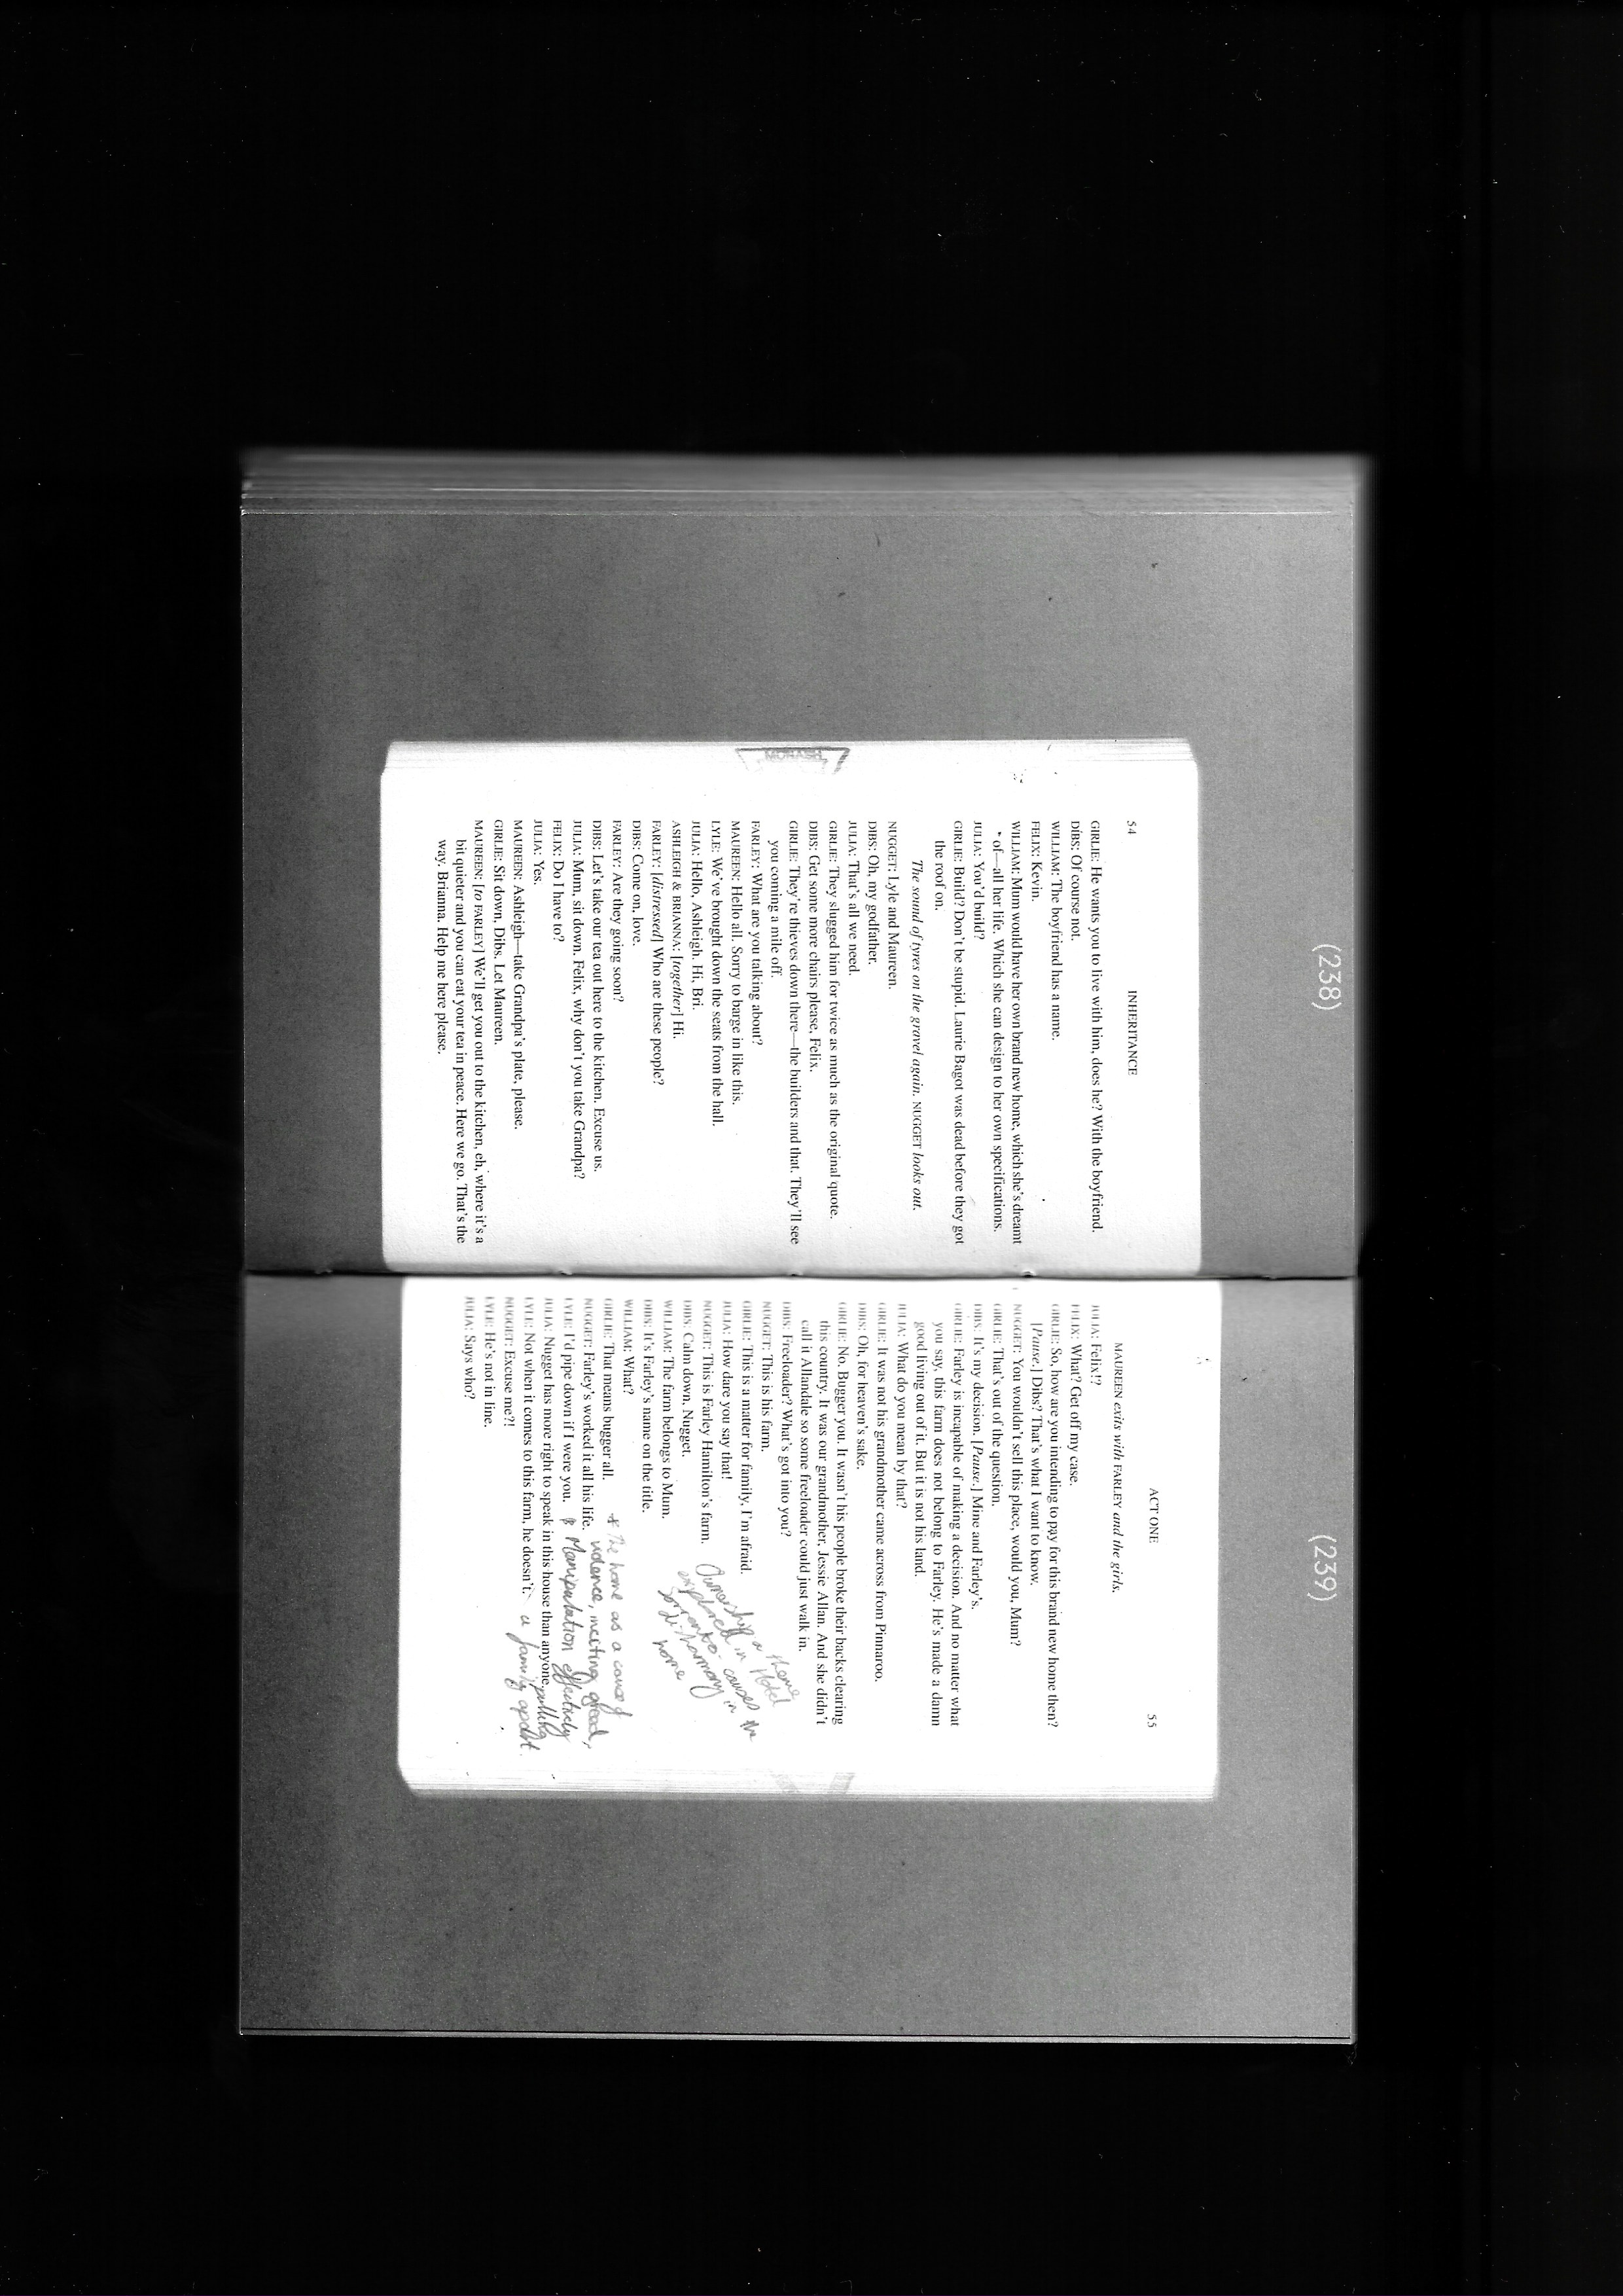 (238)
54 INHERITANCE
GIRLIE: He wants you to live with him, does he? With the boyfriend.
DIBS: Of course not.
WILLIAM: The boyfriend has a name.
FELIX: Kevin.
WILLIAM: Mum would have her own brand new home, which she's dreamt
of—all her life. Which she can design to her own specifications.
JULIA: You'd build?
GIRLIE: Build? Don't be stupid. Laurie Bagot was dead before they got
the roof on.
The sound of tyres on the gravel again. NUGGET looks out.
NUGGET: Lyle and Maureen.
DIBS: Oh, my godfather.
JULIA: That's all we need.
GIRLIE: They slugged him for twice as much as the original quote.
DIBS: Get some more chairs please, Felix.
GIRLIE: They're thieves down there—the builders and that. They'll see
you coming a mile off.
FARLEY: What are you talking about?
MAUREEN: Hello all. Sorry to barge in like this.
LYLE: We've brought down the seats from the hall.
JULIA: Hello, Ashleigh. Hi, Bri.
ASHLEIGH & BRIANNA: [together] Hi.
FARLEY: [distressed] Who are these people?
DIBS: Come on, love.
FARLEY: Are they going soon?
DIBS: Let's take our tea out here to the kitchen. Excuse us.
JULIA: Mum, sit down. Felix, why don't you take Grandpa?
FELIX: Do I have to?
JULIA: Yes.
MAUREEN: Ashleigh—take Grandpa's plate, please.
GIRLIE: Sit down, Dibs. Let Maureen.
MAUREEN: [to FARLEY] We'll get you out to the kitchen, eh, where it's a
bit quieter and you can eat your tea in peace. Here we go. That's the
way. Brianna. Help me here please.
(239)
ACT ONE 55
MAUREEN exits with FARLEY and the girls.
JULIA: Felix!?
FELIX: What? Get off my case.
GIRLIE: So, how are you intending to pay for this brand new home then?
[Pause.] Dibs? That's what I want to know.
NUGGET: You wouldn't sell this place, would you, Mum?
GIRLIE: That's out of the question.
DIBS: It's my decision. [Pause.] Mine and Farley's.
GIRLIE: Farley is incapable of making a decision. And no matter what
you say, this farm does not belong to Farley. He's made a damn
good living out of it. But it is not his land.
JULIA: What do you mean by that?
GIRLIE: It was not his grandmother came across from Pinnaroo.
DIBS: Oh, for heaven's sake.
GIRLIE: No. Bugger you. It wasn't his people broke their backs clearing
this country. It was our grandmother, Jessie Allan. And she didn't
call it Allandale so some freeloader could just walk in.
DIBS: Freeloader? What's got into you?
NUGGET: This is his farm.
GIRLIE: This is a matter for family, I'm afraid.
JULIA: How dare you say that!
NUGGET: This is Farley Hamilton's farm.
DIBS: Calm down, Nugget.
WILLIAM: The farm belongs to Mum.
DIBS: It's Farley's name on the title.
WILLIAM: What?
GIRLIE: That means bugger all.
NUGGET: Farley's worked it all his life.
LYLE: I'd pipe down if I were you.
JULIA: Nugget has more right to speak in this house than anyone.
LYLE: Not when it comes to this farm, he doesn't.
NUGGET: Excuse me?!
LYLE: He's not in line.
JULIA: Says who?
Ownership a theme
explored in Hotel
Sorrento- causes
disharmony in the
home
* The home as a cause of
violence, inciting greed,
& Manipulation effectively
pulling
a family apart.